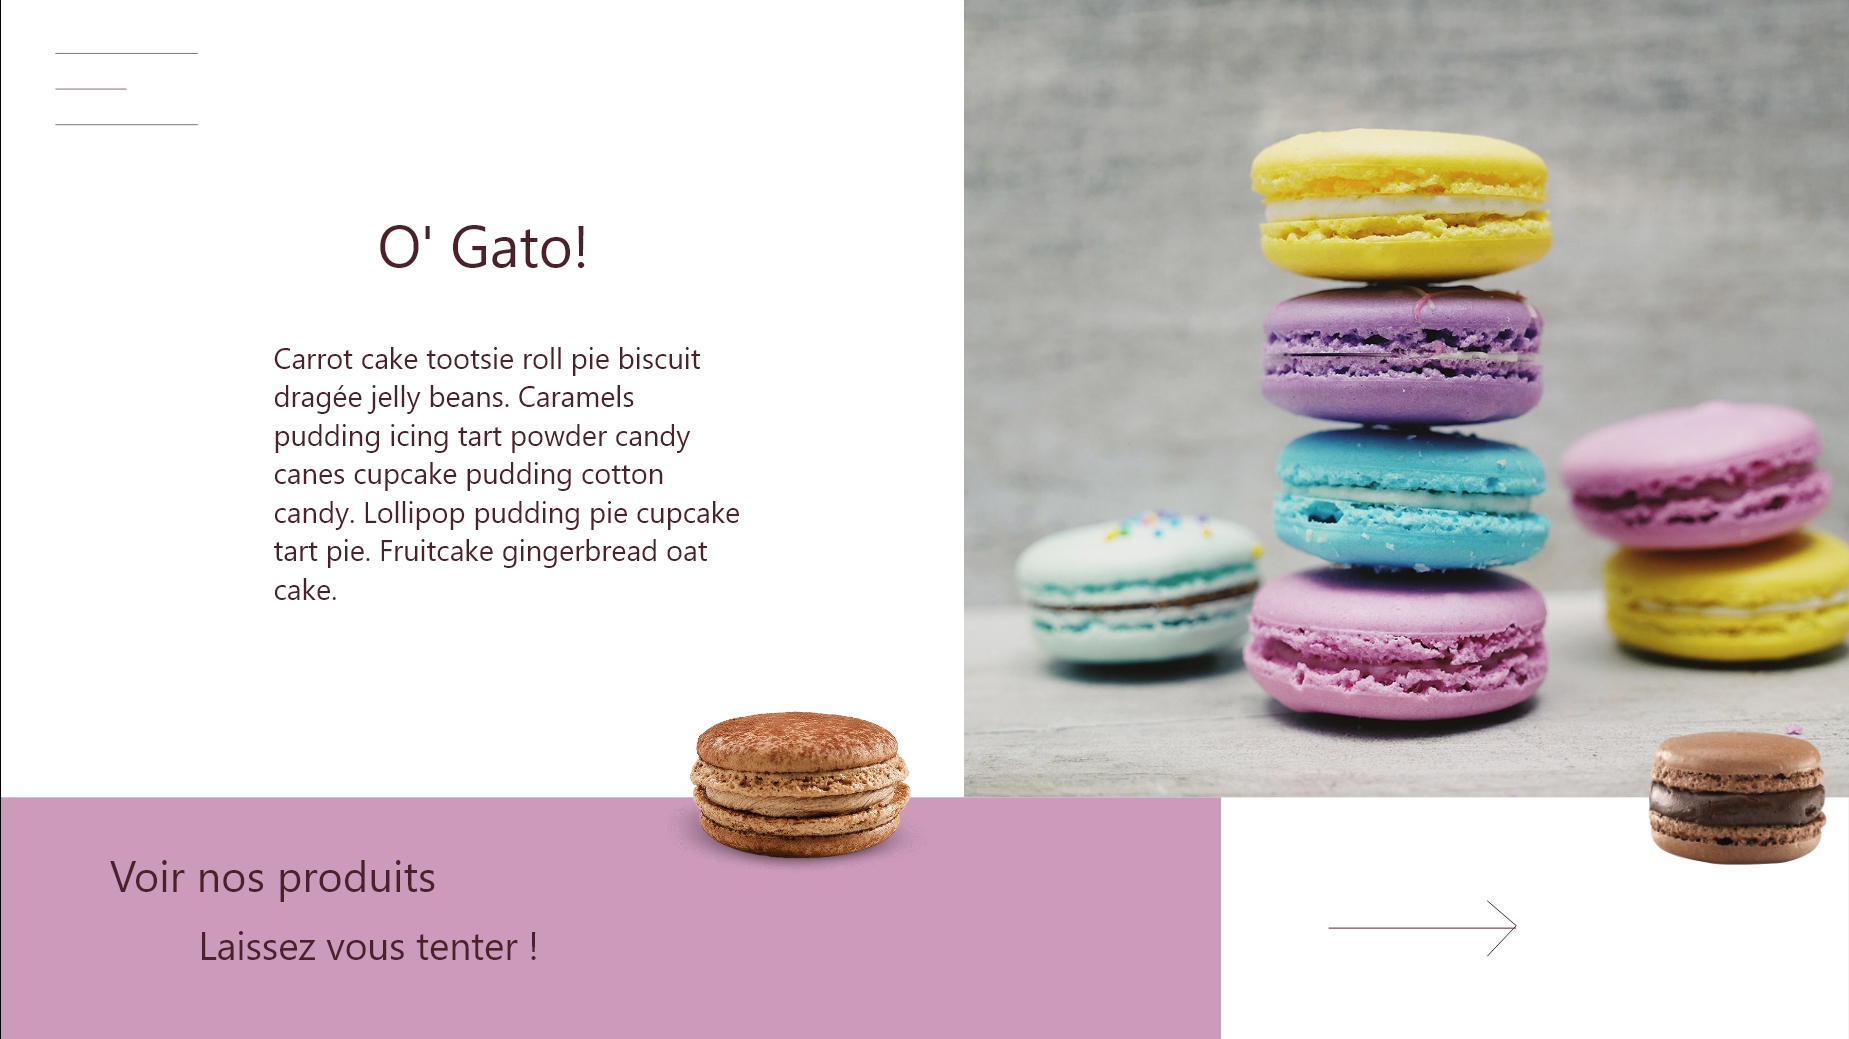 O' Gato!
Carrot cake tootsie roll pie biscuit
dragée jelly beans. Caramels
pudding icing tart powder candy
canes cupcake pudding cotton
candy. Lollipop pudding pie cupcake
tart pie. Fruitcake gingerbread oat
cake.
Voir nos produits
Laissez vous tenter !